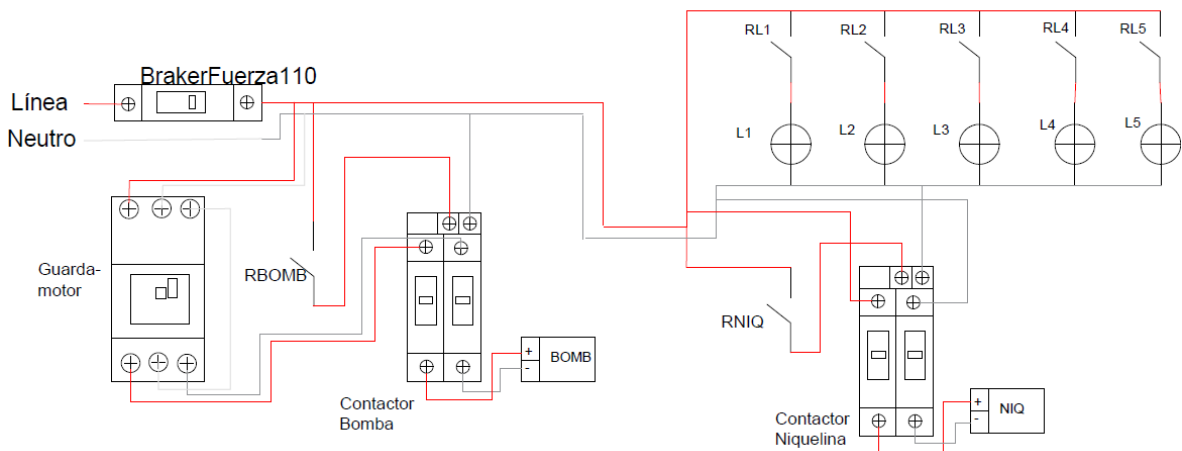 BrakerFuerza110
Línea
Neutro
RL1
RL2
RL3
RL4
RL5
L1
L2
L3
L4
L5
Guarda-
motor
RBOMB
RNIQ
+
-
BOMB
Contactor
Bomba
+
-
NIQ
Contactor
Niquelina